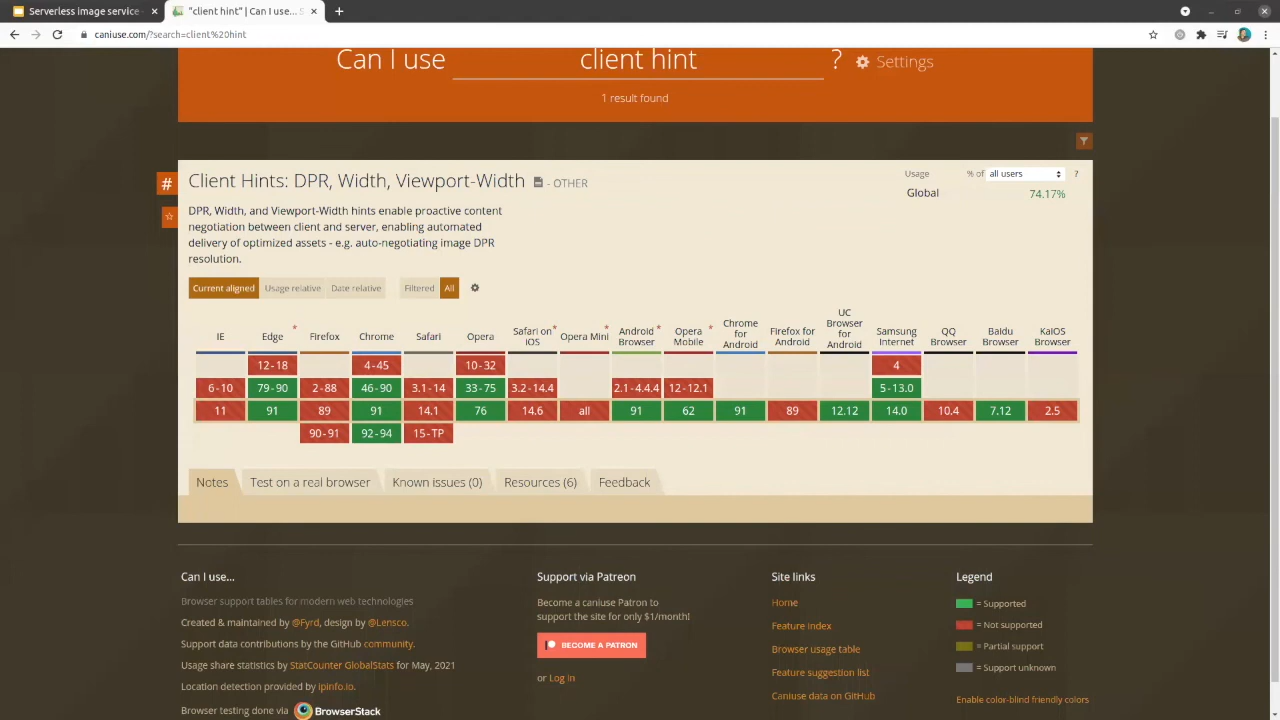 Serverless image service -
"client hint" | Can I use... S
caniuse.com/?search=client%20hint
Can I use client hint ? Settings
1 result found
#
Client Hints: DPR, Width, Viewport-Width - OTHER
Usage % of all users ?
Global 74.17%
DPR, Width, and Viewport-Width hints enable proactive content
negotiation between client and server, enabling automated
delivery of optimized assets - e.g. auto-negotiating image DPR
resolution.
Current aligned Usage relative Date relative Filtered All
IE Edge * Firefox Chrome Safari Opera Safari on iOS * Opera Mini * Android Browser * Opera Mobile * Chrome for Android Firefox for Android UC Browser for Android Samsung Internet QQ Browser Baidu Browser KaiOS Browser
12-18 4-45 10-32 4
6-10 79-90 2-88 46-90 3.1-14 33-75 3.2-14.4 2.1-4.4.4 12-12.1 5-13.0
11 91 89 91 14.1 76 14.6 all 91 62 91 89 12.12 14.0 10.4 7.12 2.5
90-91 92-94 15-TP
Notes Test on a real browser Known issues (0) Resources (6) Feedback
Can I use...
Browser support tables for modern web technologies
Created & maintained by @Fyrd, design by @Lensco.
Support data contributions by the GitHub community.
Usage share statistics by StatCounter GlobalStats for May, 2021
Location detection provided by ipinfo.io.
Browser testing done via BrowserStack
Support via Patreon
Become a caniuse Patron to
support the site for only $1/month!
BECOME A PATRON
or Log in
Site links
Home
Feature index
Browser usage table
Feature suggestion list
Caniuse data on GitHub
Legend
= Supported
= Not supported
= Partial support
= Support unknown
Enable color-blind friendly colors